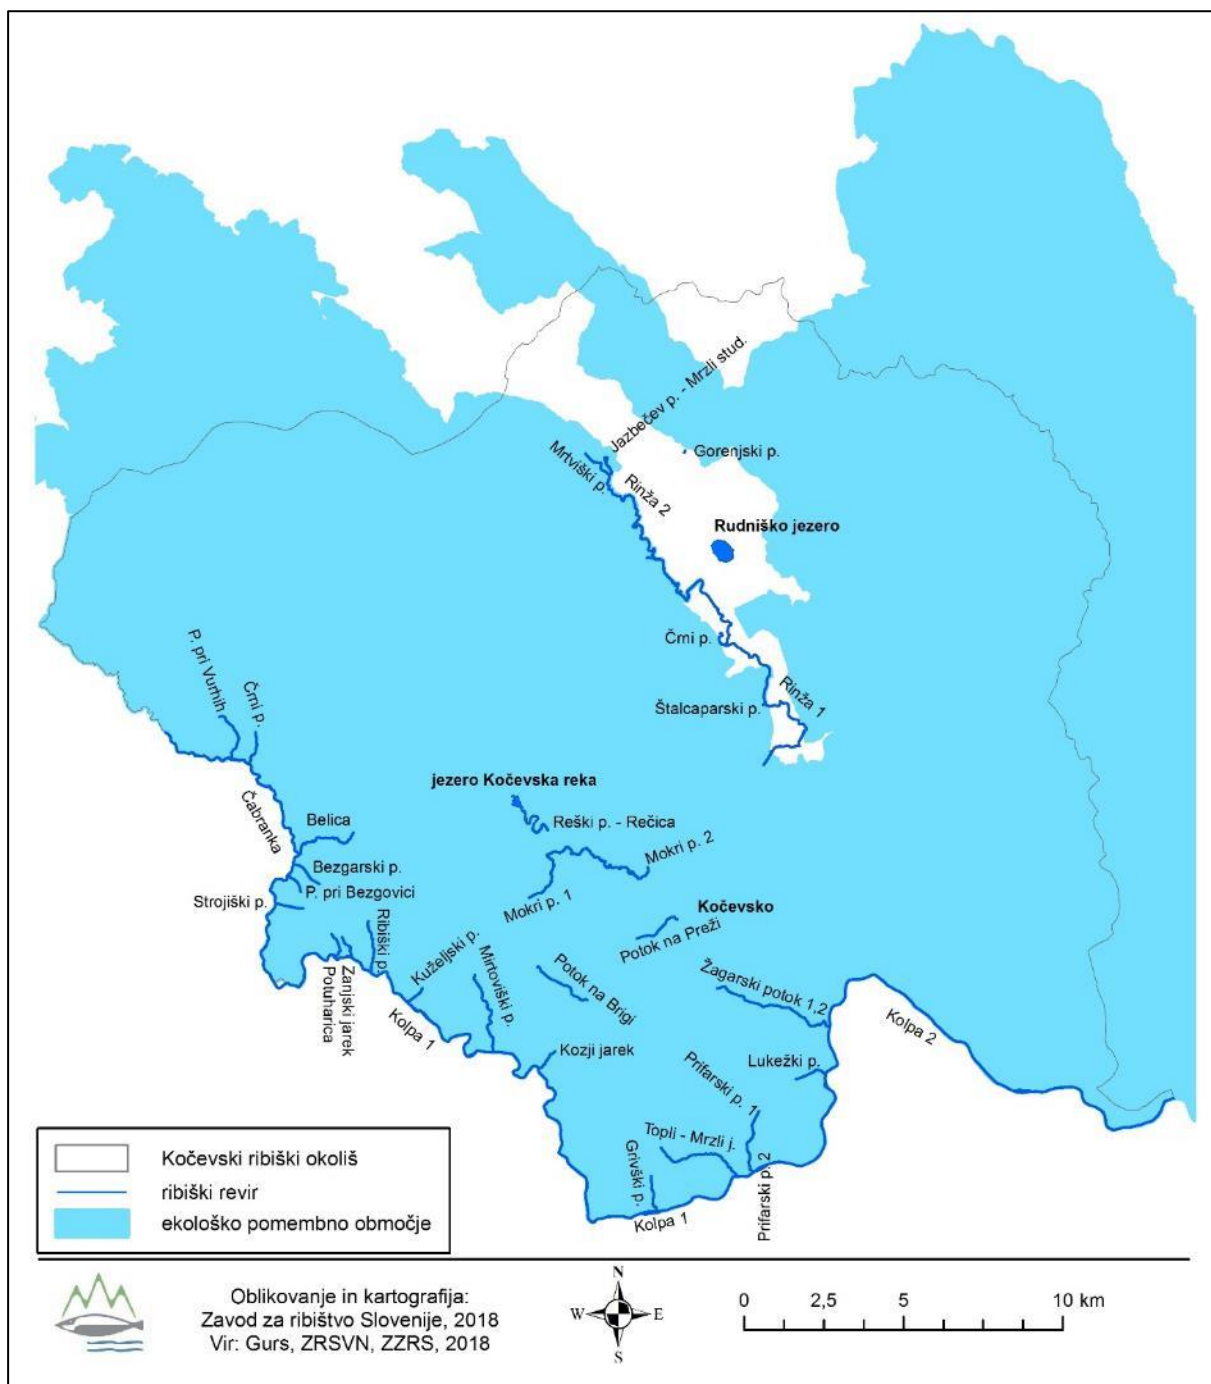 Jazbečev p. - Mrzli stud.
Mrtviški p.
Gorenjski p.
Rinža 2
Rudniško jezero
Črni p.
Rinža 1
Štalcaparski p.
P. pri Vurhih
Črni p.
jezero Kočevska reka
Čabranka
Belica
Reški p. - Rečica
Mokri p. 2
Bezgarski p.
P. pri Bezgovici
Strojiški p.
Mokri p. 1
Kočevsko
Potok na Preži
Ribiški p.
Kuželjski p.
Mirtoviški p.
Potok na Brigi
Žagarski potok 1,2
Zanjski jarek
Potuharica
Kolpa 1
Kolpa 2
Kozji jarek
Lukežki p.
Prifarski p. 1
Topli - Mrzli j.
Grivški p.
Prifarski p. 2
Kolpa 1
Kočevski ribiški okoliš
ribiški revir
ekološko pomembno območje
Oblikovanje in kartografija:
Zavod za ribištvo Slovenije, 2018
Vir: Gurs, ZRSVN, ZZRS, 2018
N
W E
S
0 2,5 5 10 km